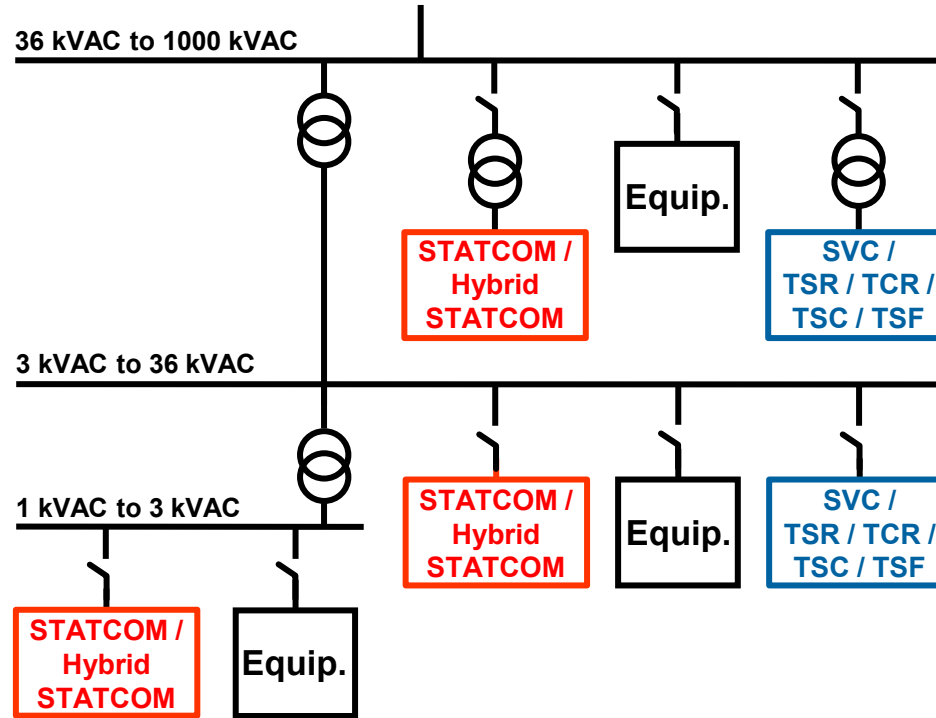 36 kVAC to 1000 kVAC
STATCOM /
Hybrid
STATCOM
Equip.
SVC /
TSR / TCR /
TSC / TSF
3 kVAC to 36 kVAC
STATCOM /
Hybrid
STATCOM
Equip.
SVC /
TSR / TCR /
TSC / TSF
1 kVAC to 3 kVAC
STATCOM /
Hybrid
STATCOM
Equip.